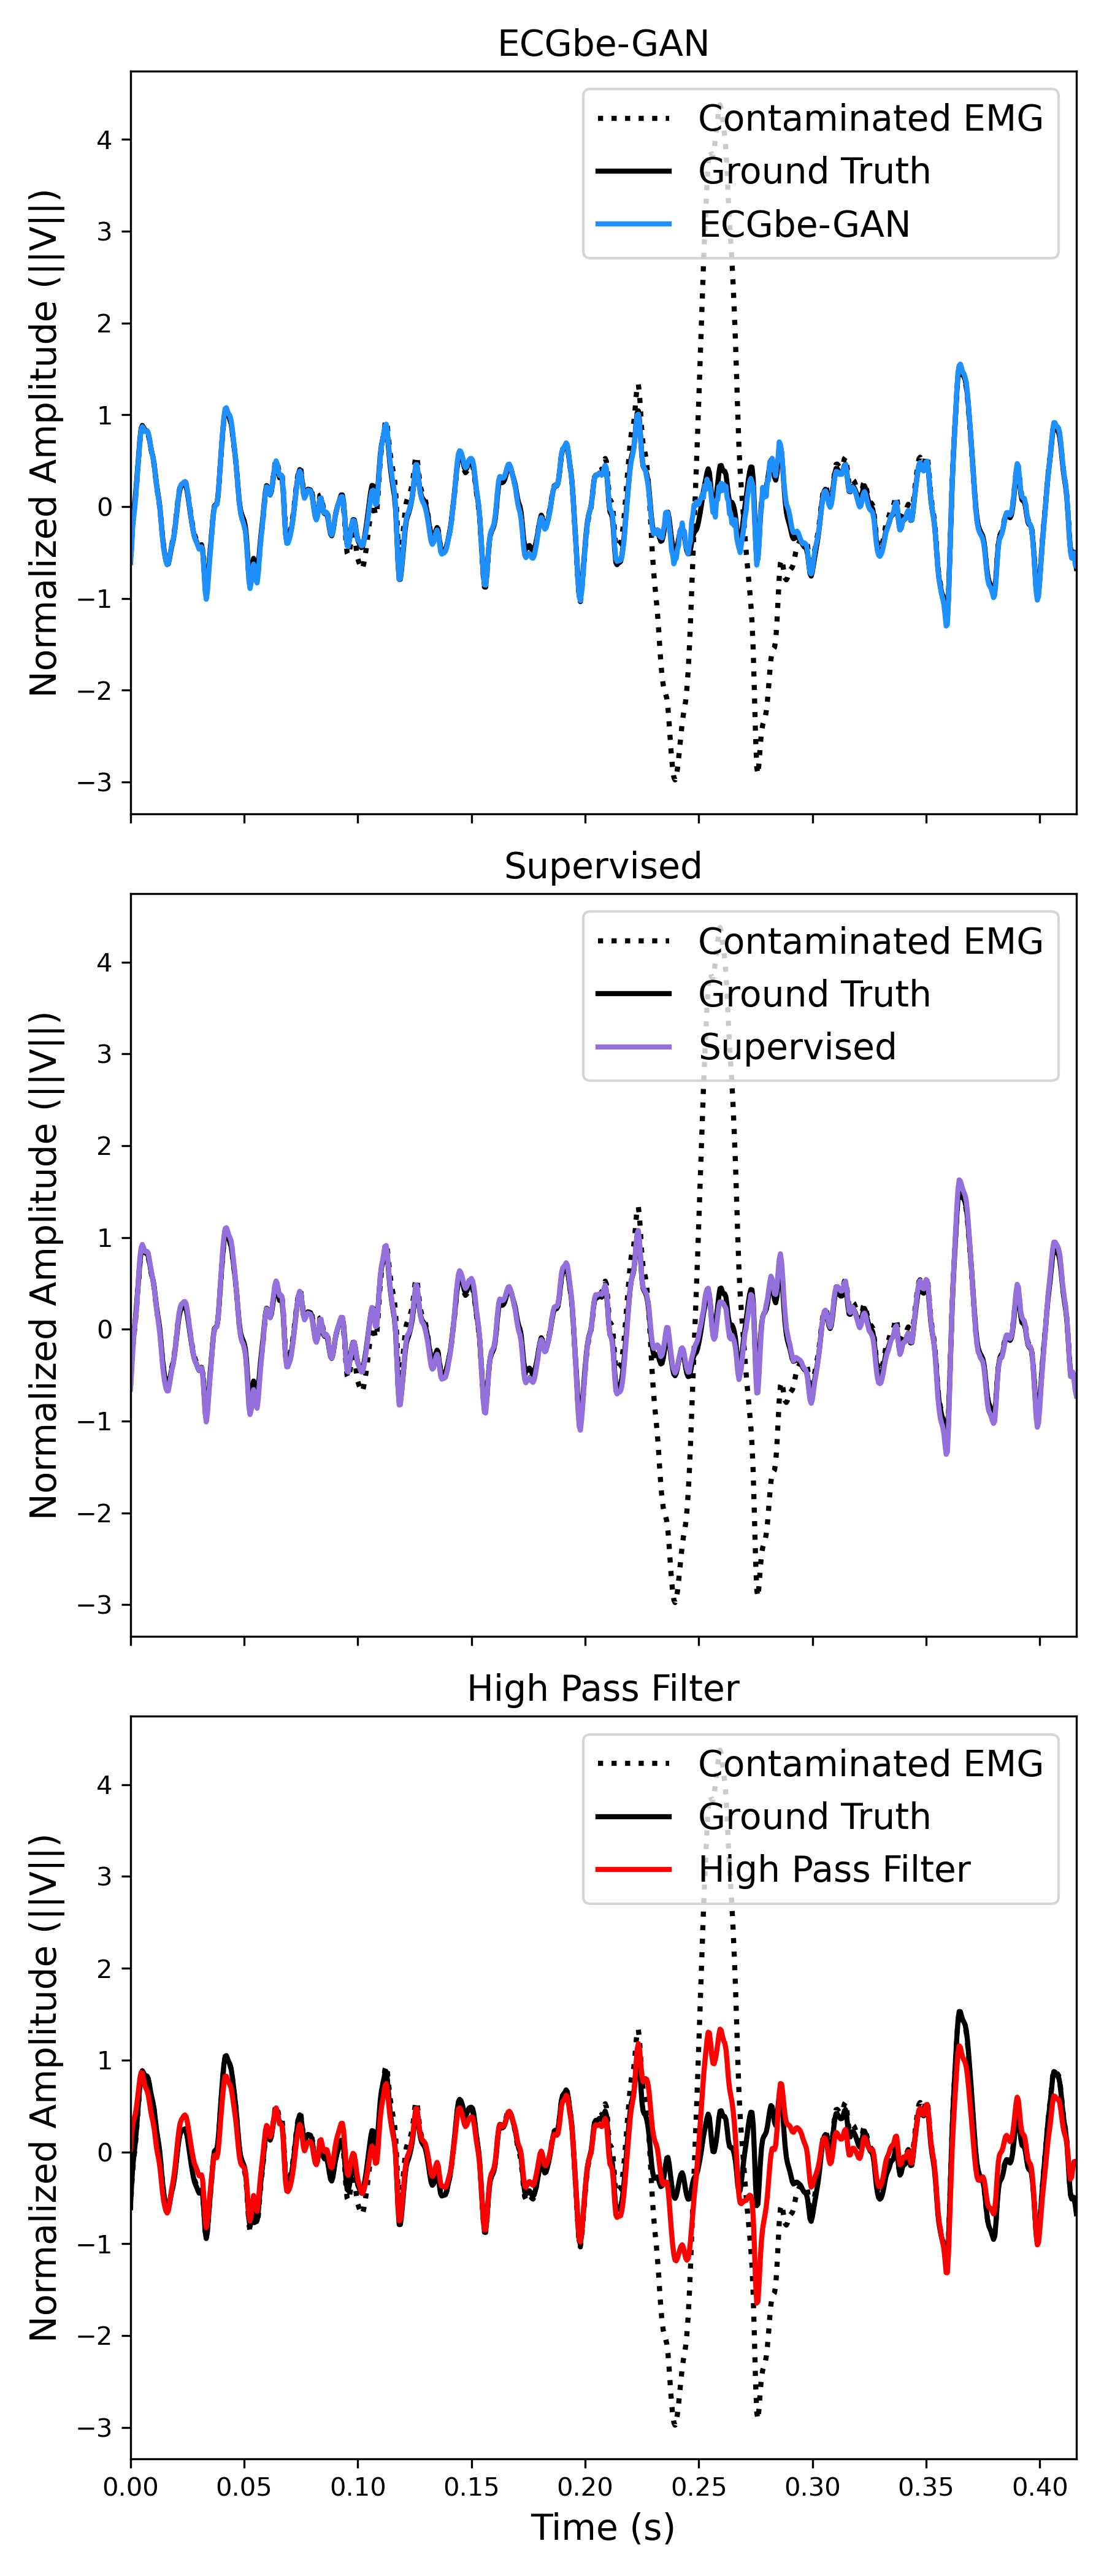 ECGbe-GAN
Contaminated EMG
Ground Truth
ECGbe-GAN
4
3
2
1
0
−1
−2
−3
Normalized Amplitude (||V||)
Supervised
Contaminated EMG
Ground Truth
Supervised
4
3
2
1
0
−1
−2
−3
Normalized Amplitude (||V||)
High Pass Filter
Contaminated EMG
Ground Truth
High Pass Filter
4
3
2
1
0
−1
−2
−3
Normalized Amplitude (||V||)
0.00 0.05 0.10 0.15 0.20 0.25 0.30 0.35 0.40
Time (s)